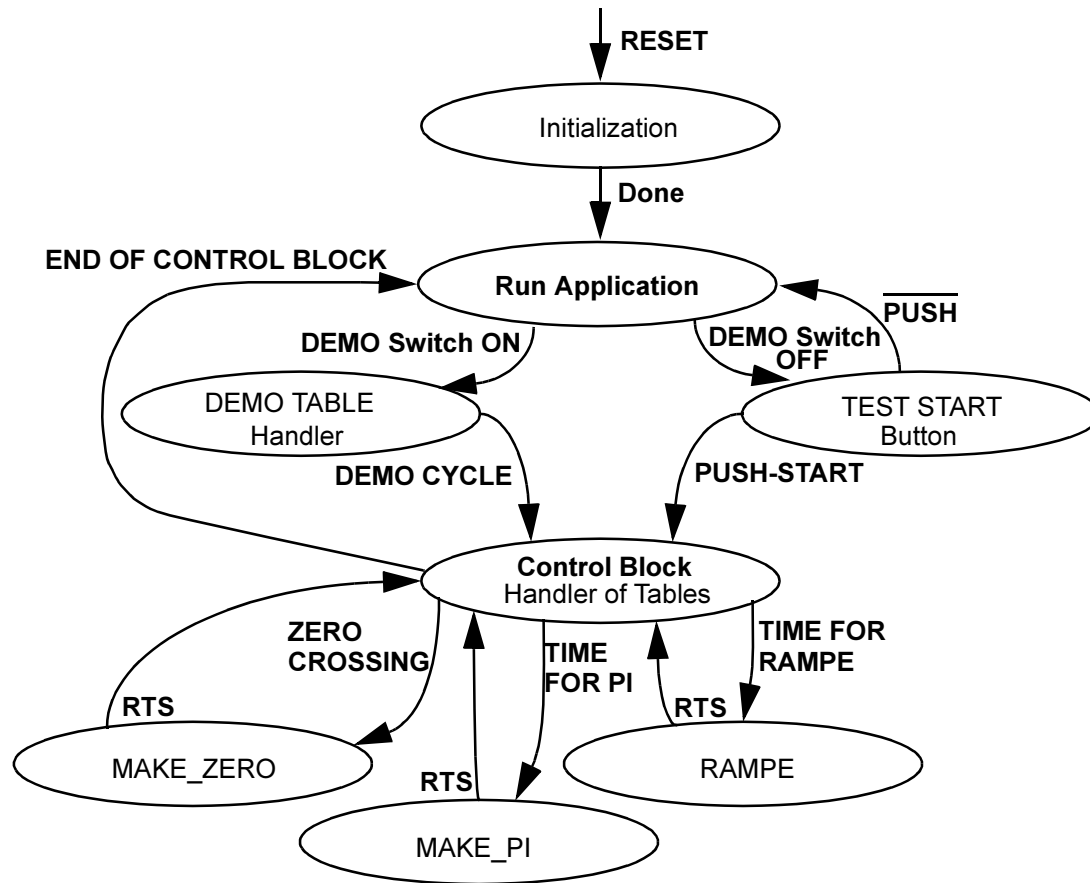 RESET
Initialization
Done
END OF CONTROL BLOCK
Run Application
PUSH
DEMO Switch ON
DEMO Switch
OFF
DEMO TABLE
Handler
TEST START
Button
DEMO CYCLE
PUSH-START
Control Block
Handler of Tables
ZERO
CROSSING
TIME
FOR PI
TIME FOR
RAMPE
RTS
MAKE_ZERO
RTS
MAKE_PI
RTS
RAMPE